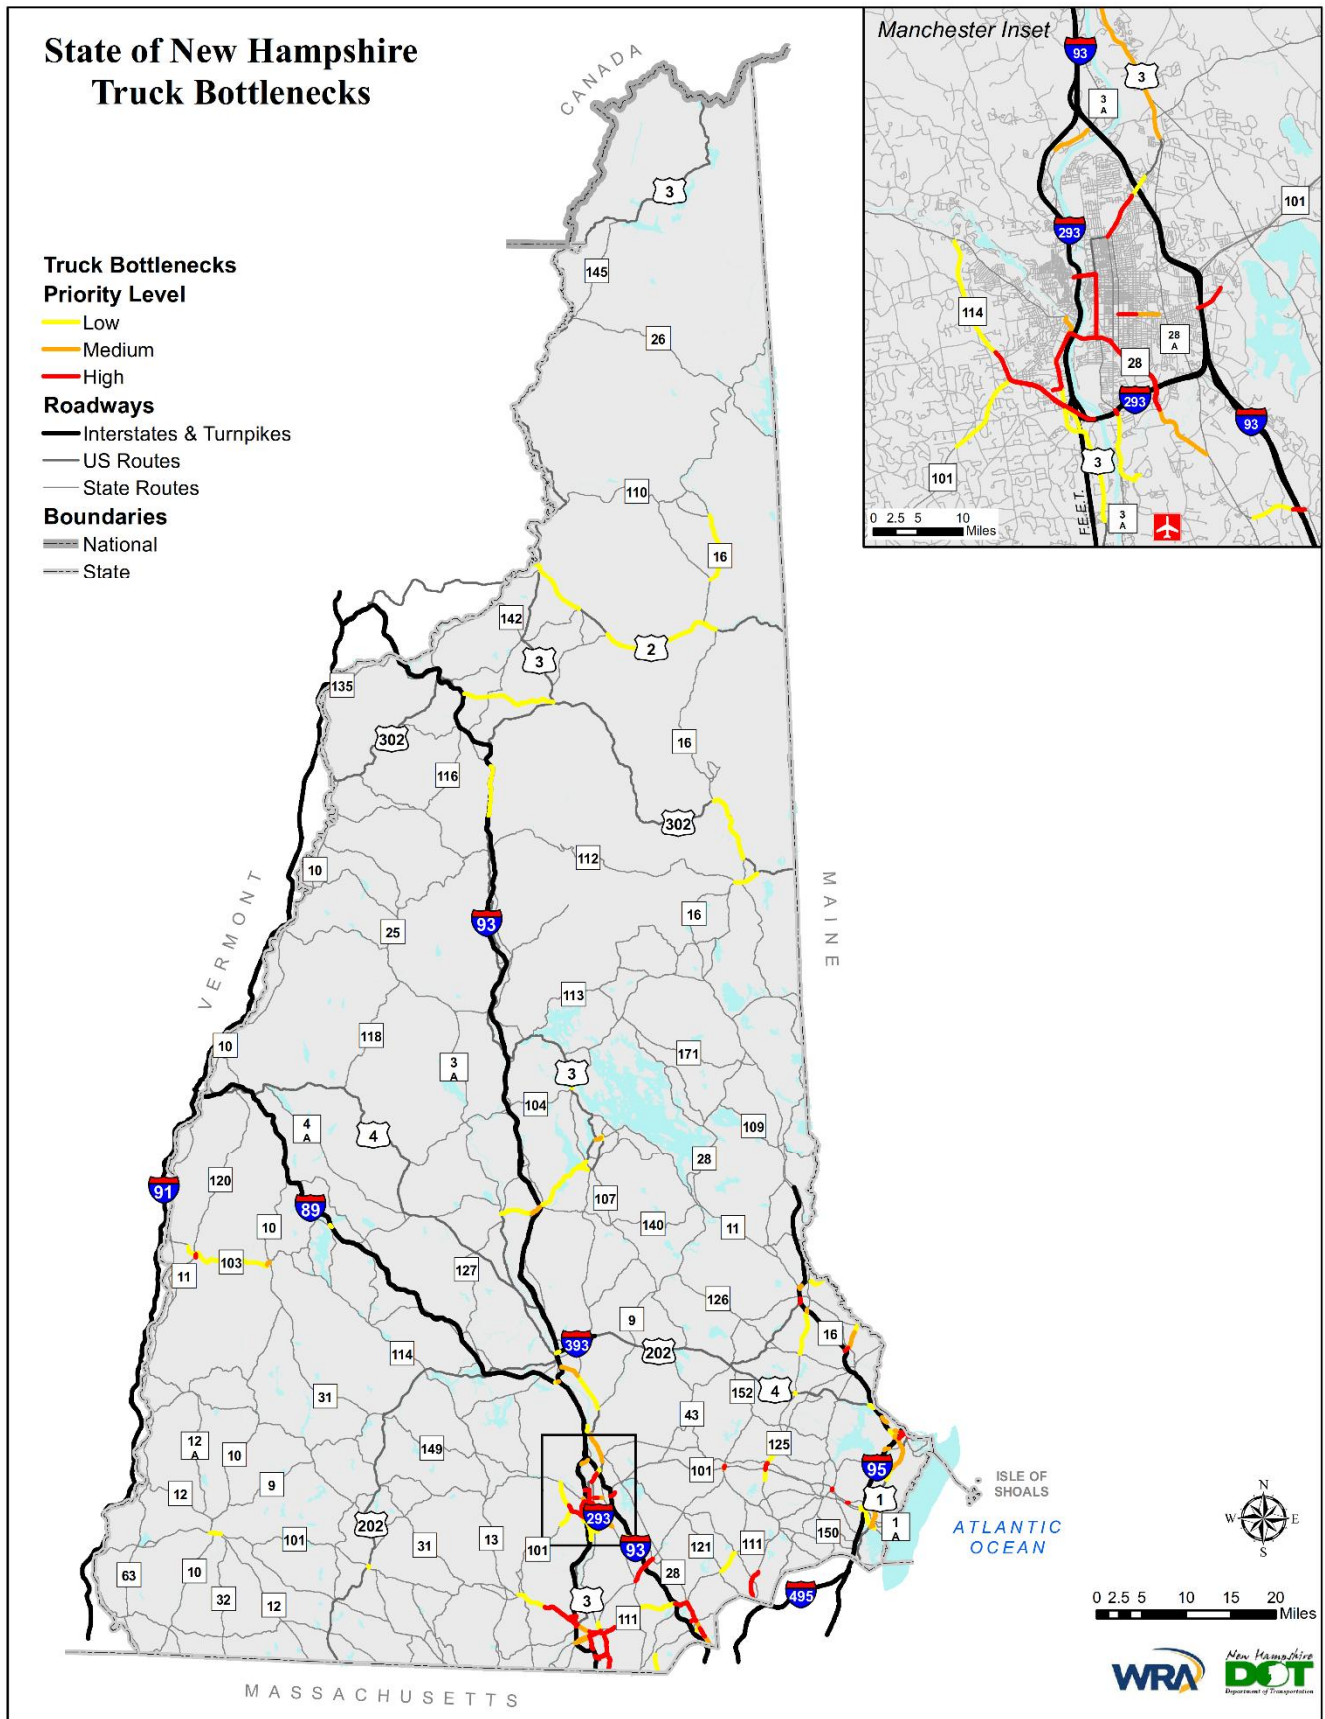 State of New Hampshire
Truck Bottlenecks
Truck Bottlenecks
Priority Level
Low
Medium
High
Roadways
Interstates & Turnpikes
US Routes
State Routes
Boundaries
National
State
CANADA
3
145
26
110
16
142
2
3
135
302
16
116
302
112
10
VERMONT
MAINE
93
16
25
113
118
10
171
3
A
3
104
4
A
4
109
28
91
120
89
107
10
140
11
103
11
127
126
9
16
393
202
114
4
31
152
43
12
A
10
149
125
9
101
95
12
1
ISLE OF
SHOALS
202
293
1
A
ATLANTIC
OCEAN
101
31
13
101
93
121
111
150
63
10
28
32
12
3
111
495
MASSACHUSETTS
Manchester Inset
93
3
3
A
101
293
114
28
A
28
293
93
3
101
F.E.E.T.
3
A
0 2.5 5 10
Miles
N
W E
S
0 2.5 5 10 15 20
Miles
WRA
New Hampshire
DOT
Department of Transportation